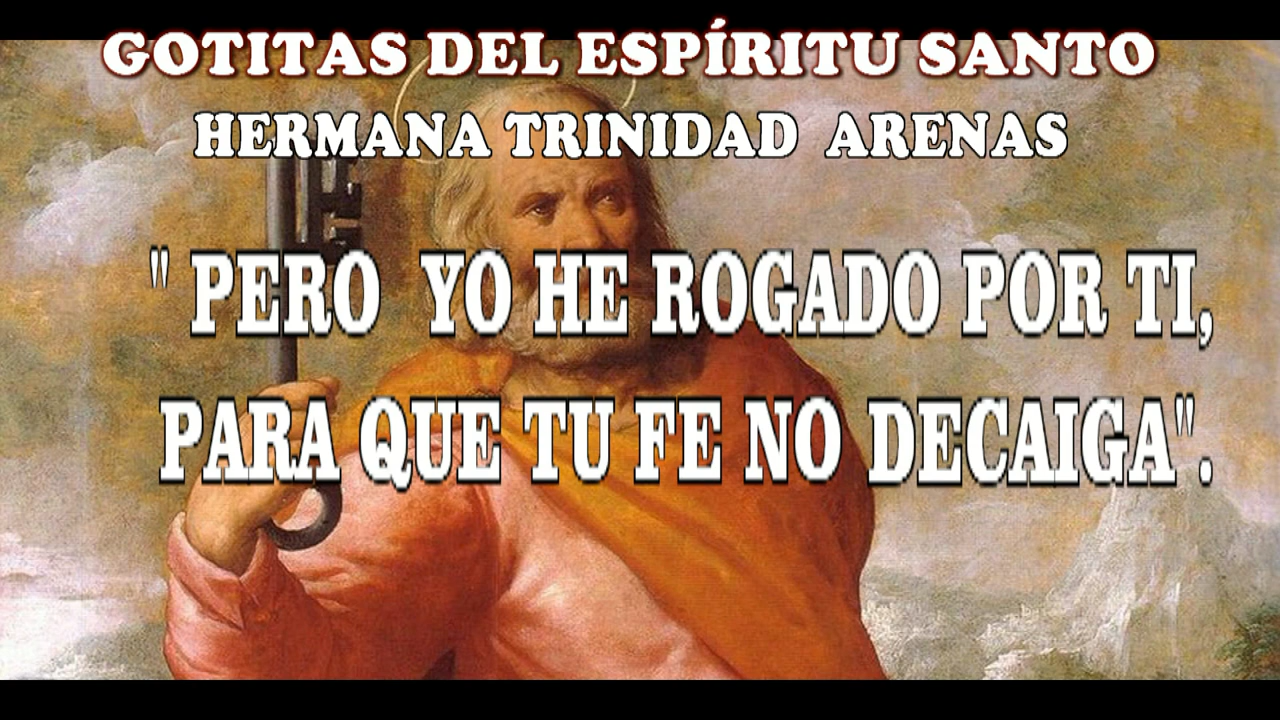 GOTITAS DEL ESPÍRITU SANTO
HERMANA TRINIDAD ARENAS
" PERO YO HE ROGADO POR TI,
PARA QUE TU FE NO DECAIGA".